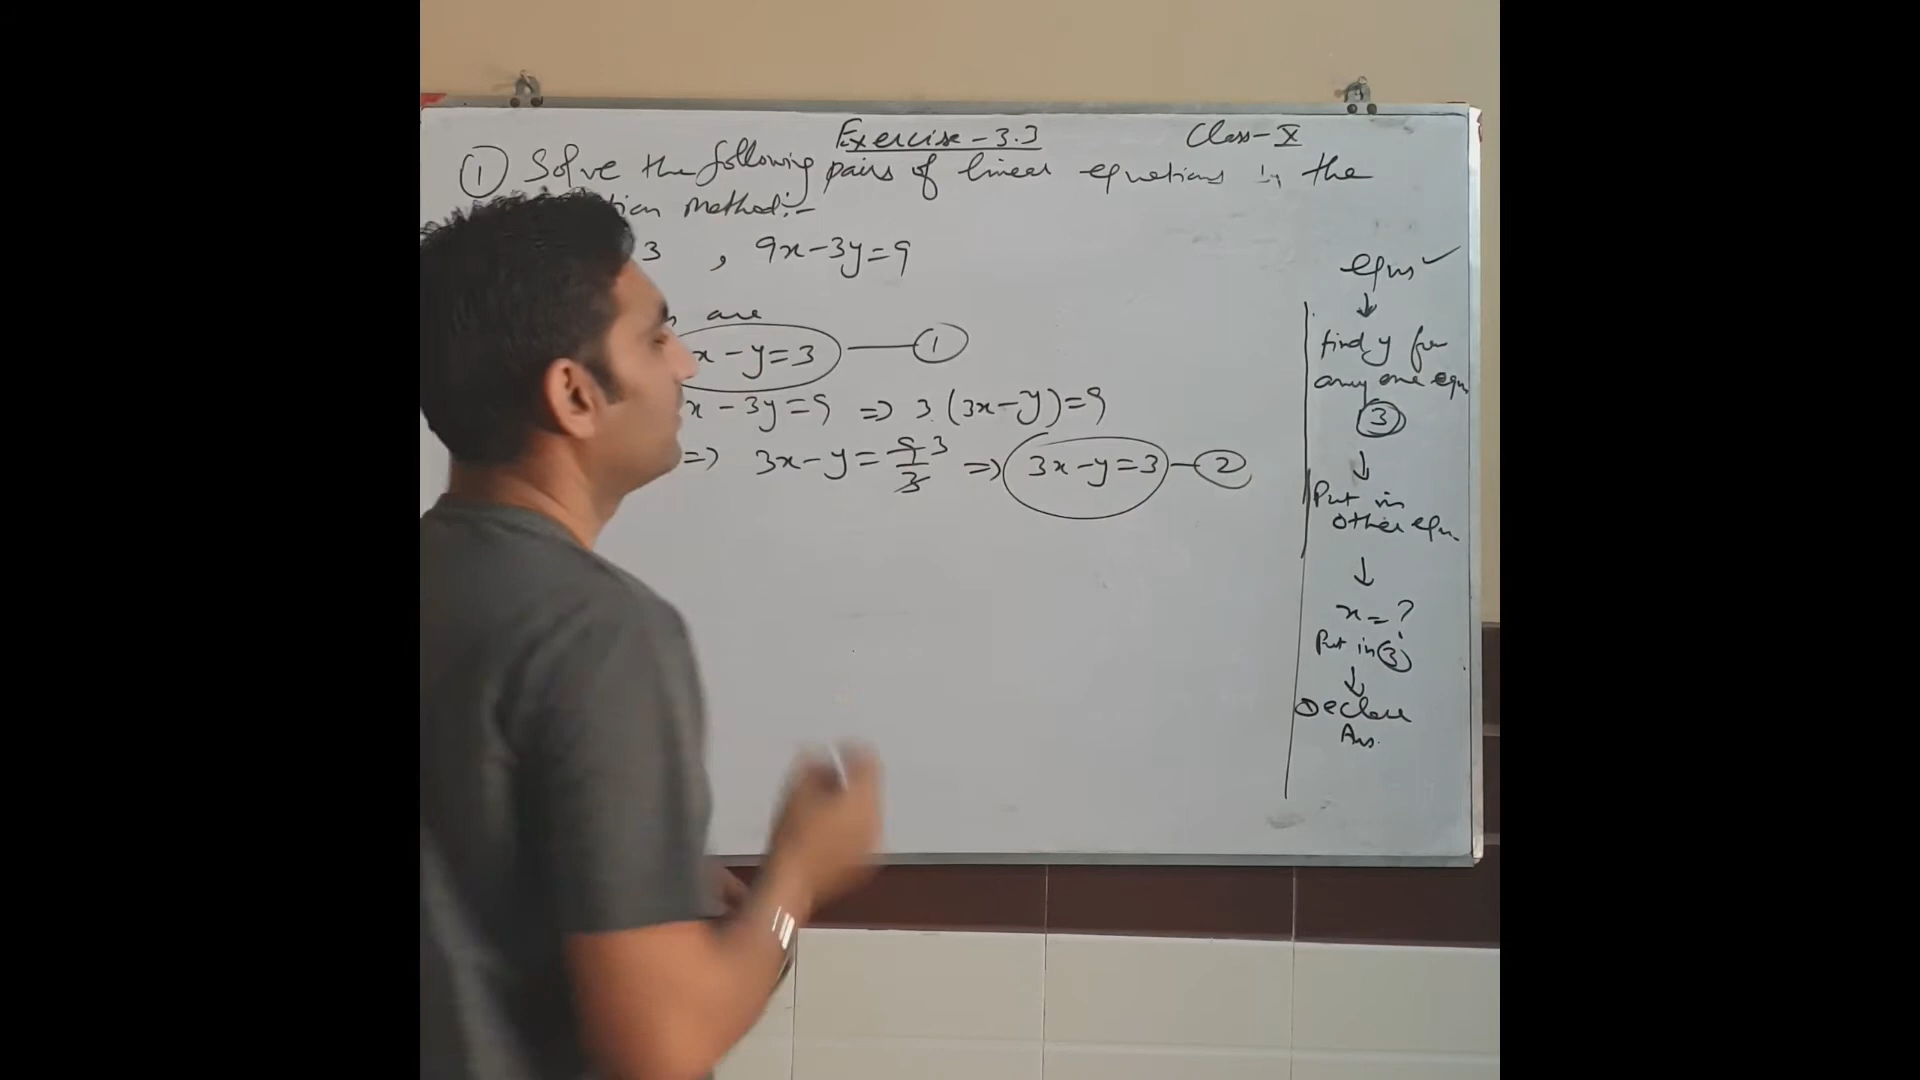 Exercise-3.3
Class-X
① Solve the following pairs of linear equations by the
tion Method:-
3 , 9x-3y=9
are
x-y=3 — ①
x-3y=9 => 3(3x-y)=9
=> 3x-y=9/3 3 => 3x-y=3 — ②
eqns ✓
↓
find y for
any one eqn
③
↓
Put in
other eqn.
↓
x=?
Put in ③
↓
Declare
Ans.